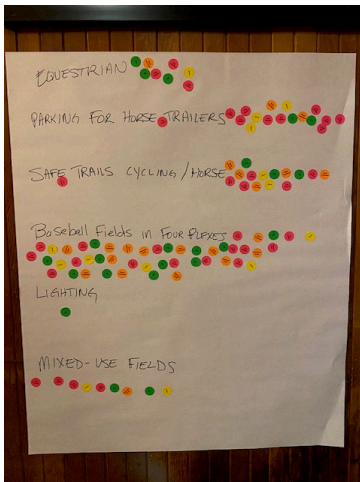 EQUESTRIAN
PARKING FOR HORSE TRAILERS
SAFE TRAILS CYCLING/HORSE
Baseball Fields in Four Plexes
LIGHTING
MIXED-USE FIELDS